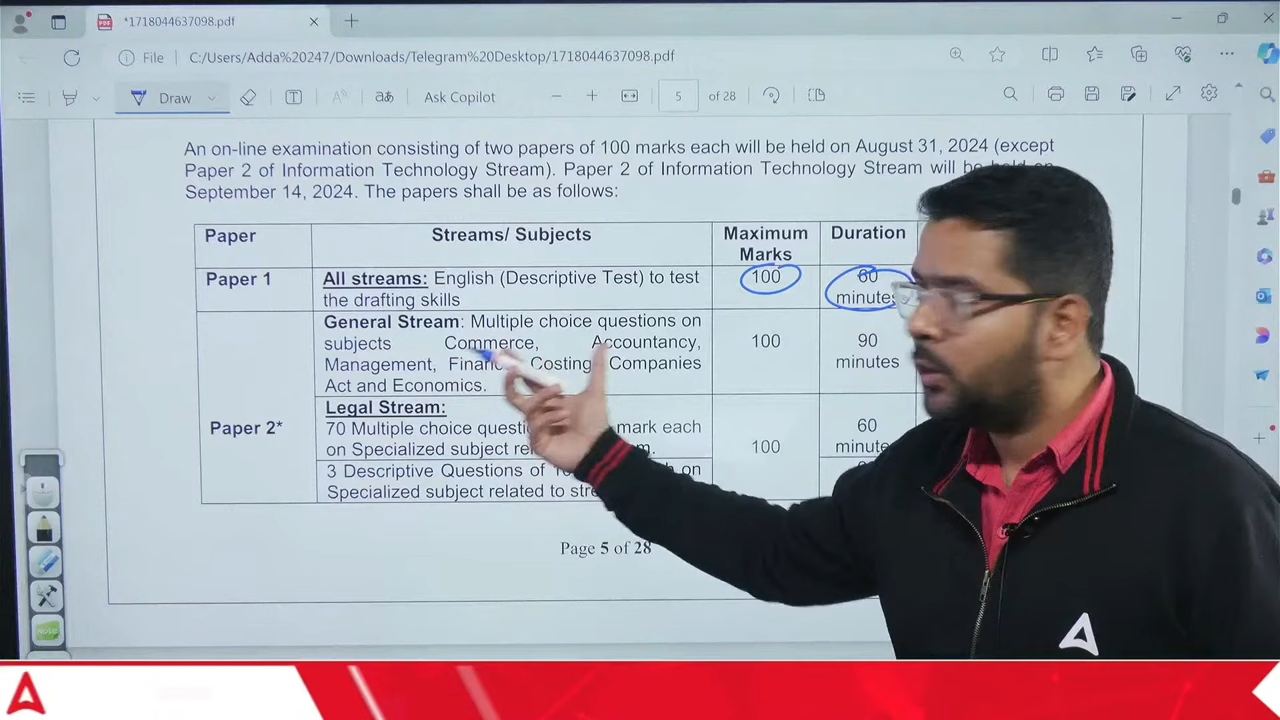 *1718044637098.pdf
File C:/Users/Adda%20247/Downloads/Telegram%20Desktop/1718044637098.pdf
Draw Ask Copilot 5 of 28
An on-line examination consisting of two papers of 100 marks each will be held on August 31, 2024 (except
Paper 2 of Information Technology Stream). Paper 2 of Information Technology Stream will be held on
September 14, 2024. The papers shall be as follows:
Paper Streams/ Subjects Maximum Marks Duration
Paper 1 All streams: English (Descriptive Test) to test
the drafting skills
100 60
minutes
Paper 2*
General Stream: Multiple choice questions on
subjects Commerce, Accountancy,
Management, Costing Companies
Act and Economics.
100 90
minutes
Legal Stream:
70 Multiple choice mark each
on Specialized subject
3 Descriptive Questions of on
Specialized subject related to
100 60
Page 5 of 28